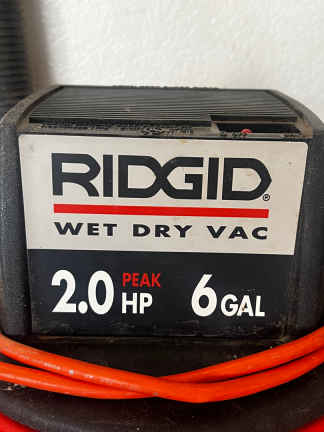 RIDGID®
WET DRY VAC
2.0 PEAK HP 6 GAL